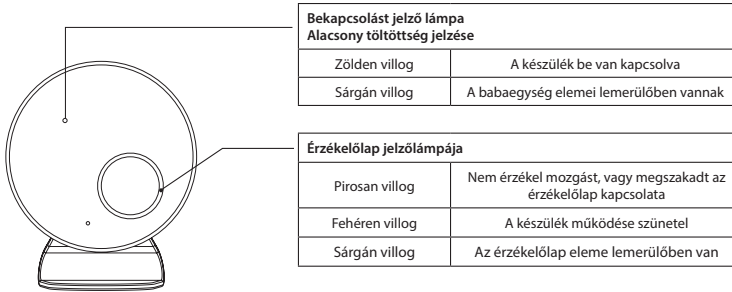 Bekapcsolást jelző lámpa
Alacsony töltöttség jelzése
Zölden villog A készülék be van kapcsolva
Sárgán villog A babaegység elemei lemerülőben vannak
Érzékelőlap jelzőlámpája
Pirosan villog Nem érzékel mozgást, vagy megszakadt az
érzékelőlap kapcsolata
Fehéren villog A készülék működése szünetel
Sárgán villog Az érzékelőlap eleme lemerülőben van